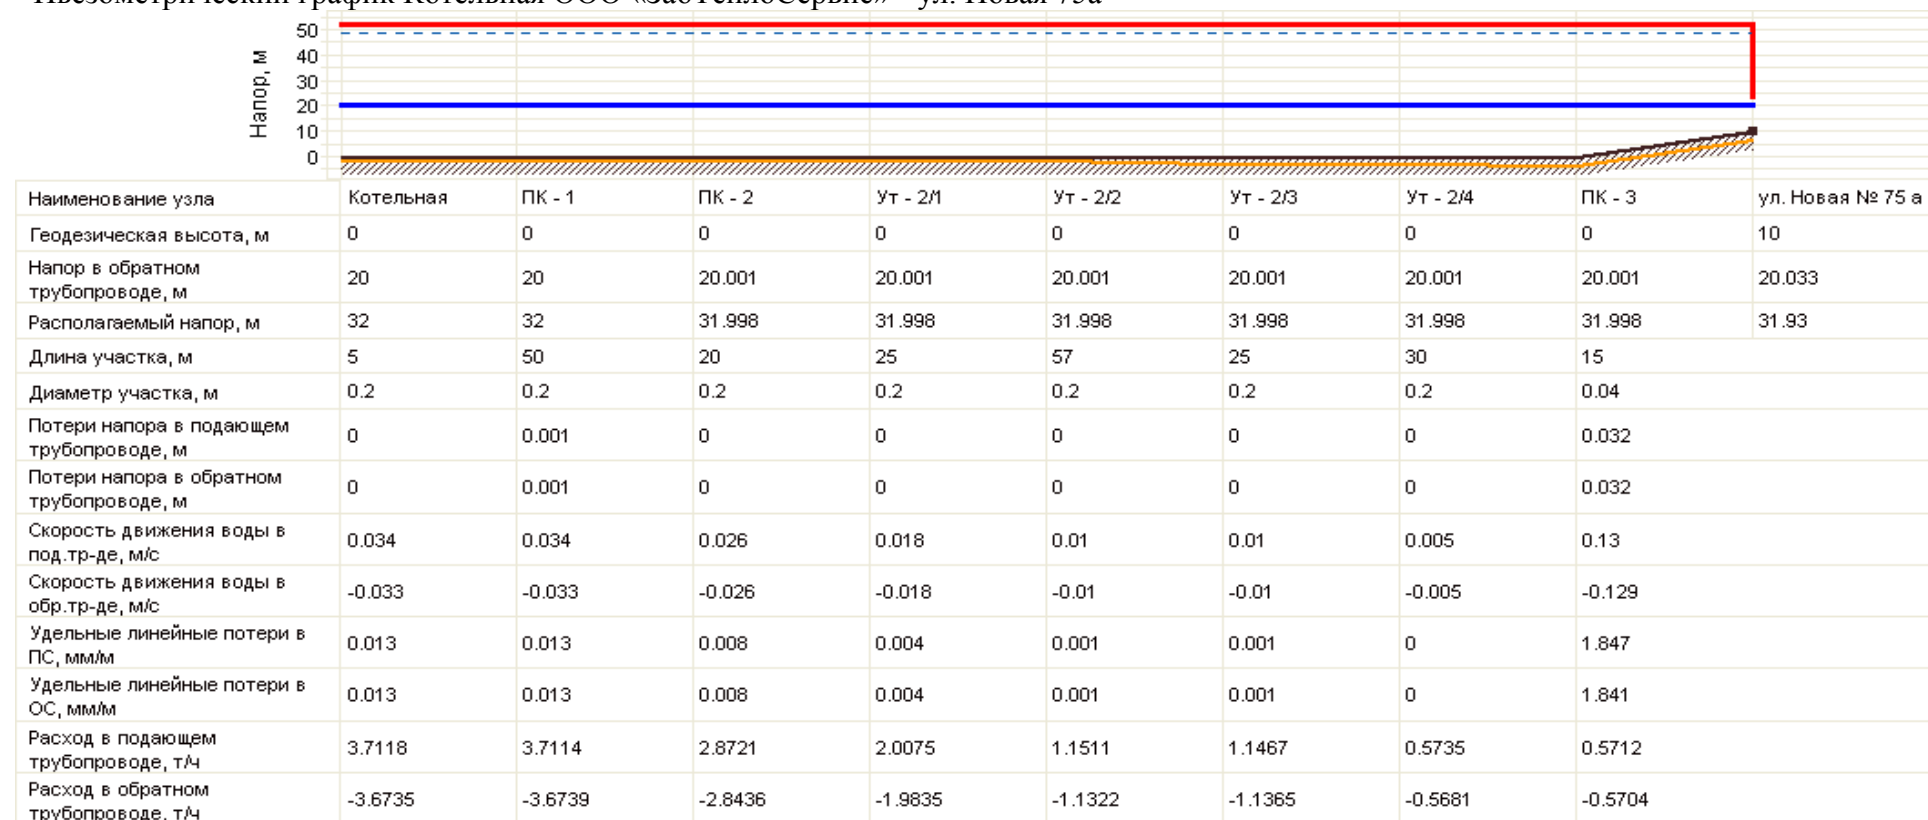 Пьезометрический график Котельная ООО «ЗабТеплоСервис» – ул. Новая 75а
Напор, м
50
40
30
20
10
0
Наименование узла Котельная ПК - 1 ПК - 2 Ут - 2/1 Ут - 2/2 Ут - 2/3 Ут - 2/4 ПК - 3 ул. Новая № 75 а
Геодезическая высота, м 0 0 0 0 0 0 0 0 10
Напор в обратном
трубопроводе, м 20 20 20.001 20.001 20.001 20.001 20.001 20.001 20.033
Располагаемый напор, м 32 32 31.998 31.998 31.998 31.998 31.998 31.998 31.93
Длина участка, м 5 50 20 25 57 25 30 15
Диаметр участка, м 0.2 0.2 0.2 0.2 0.2 0.2 0.2 0.04
Потери напора в подающем
трубопроводе, м 0 0.001 0 0 0 0 0 0.032
Потери напора в обратном
трубопроводе, м 0 0.001 0 0 0 0 0 0.032
Скорость движения воды в
под.тр-де, м/с 0.034 0.034 0.026 0.018 0.01 0.01 0.005 0.13
Скорость движения воды в
обр.тр-де, м/с -0.033 -0.033 -0.026 -0.018 -0.01 -0.01 -0.005 -0.129
Удельные линейные потери в
ПС, мм/м 0.013 0.013 0.008 0.004 0.001 0.001 0 1.847
Удельные линейные потери в
ОС, мм/м 0.013 0.013 0.008 0.004 0.001 0.001 0 1.841
Расход в подающем
трубопроводе, т/ч 3.7118 3.7114 2.8721 2.0075 1.1511 1.1467 0.5735 0.5712
Расход в обратном
трубопроводе, т/ч -3.6735 -3.6739 -2.8436 -1.9835 -1.1322 -1.1365 -0.5681 -0.5704